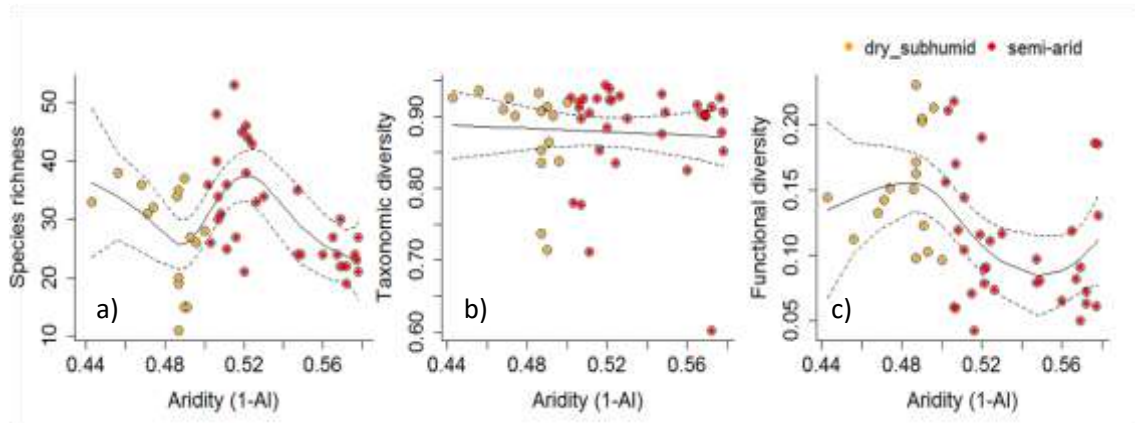 dry_subhumid semi-arid
Species richness
50
40
30
20
10
a)
0.44 0.48 0.52 0.56
Aridity (1-AI)
Taxonomic diversity
0.90
0.80
0.70
0.60
b)
0.44 0.48 0.52 0.56
Aridity (1-AI)
Functional diversity
0.20
0.15
0.10
0.05
c)
0.44 0.48 0.52 0.56
Aridity (1-AI)